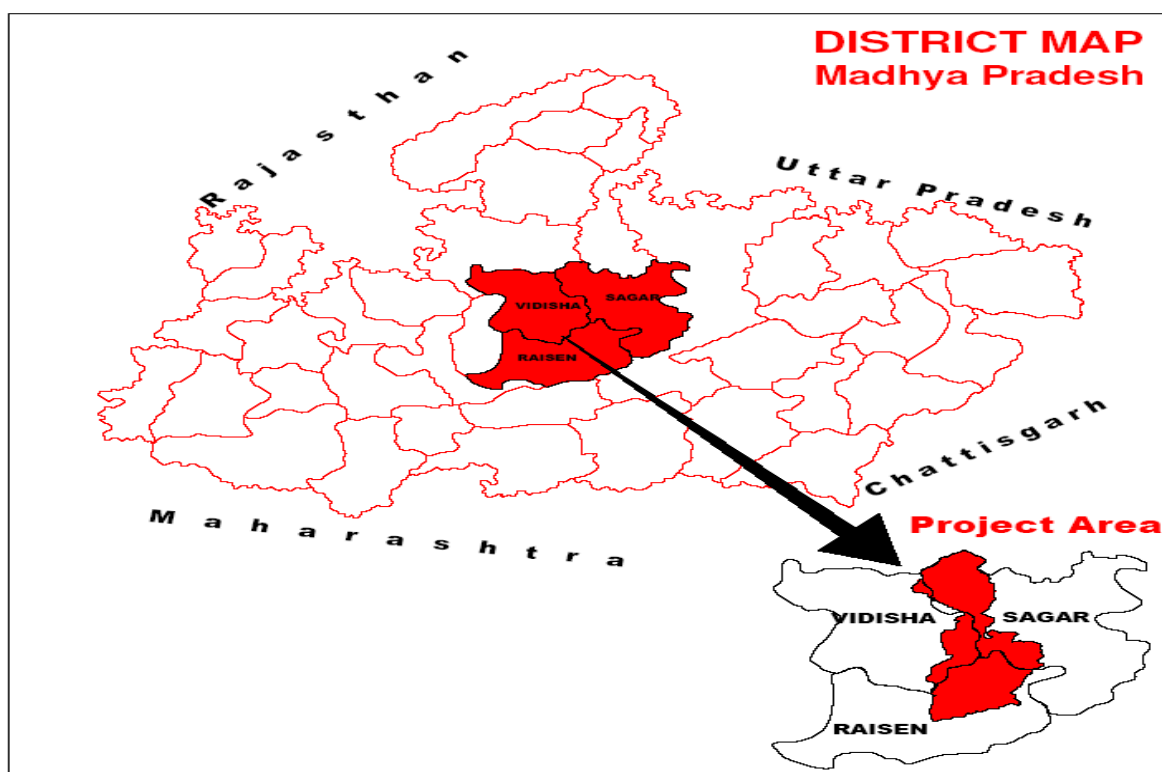 DISTRICT MAP
Madhya Pradesh
Rajasthan
Uttar Pradesh
VIDISHA
SAGAR
RAISEN
Chattisgarh
Maharashtra
Project Area
VIDISHA
SAGAR
RAISEN